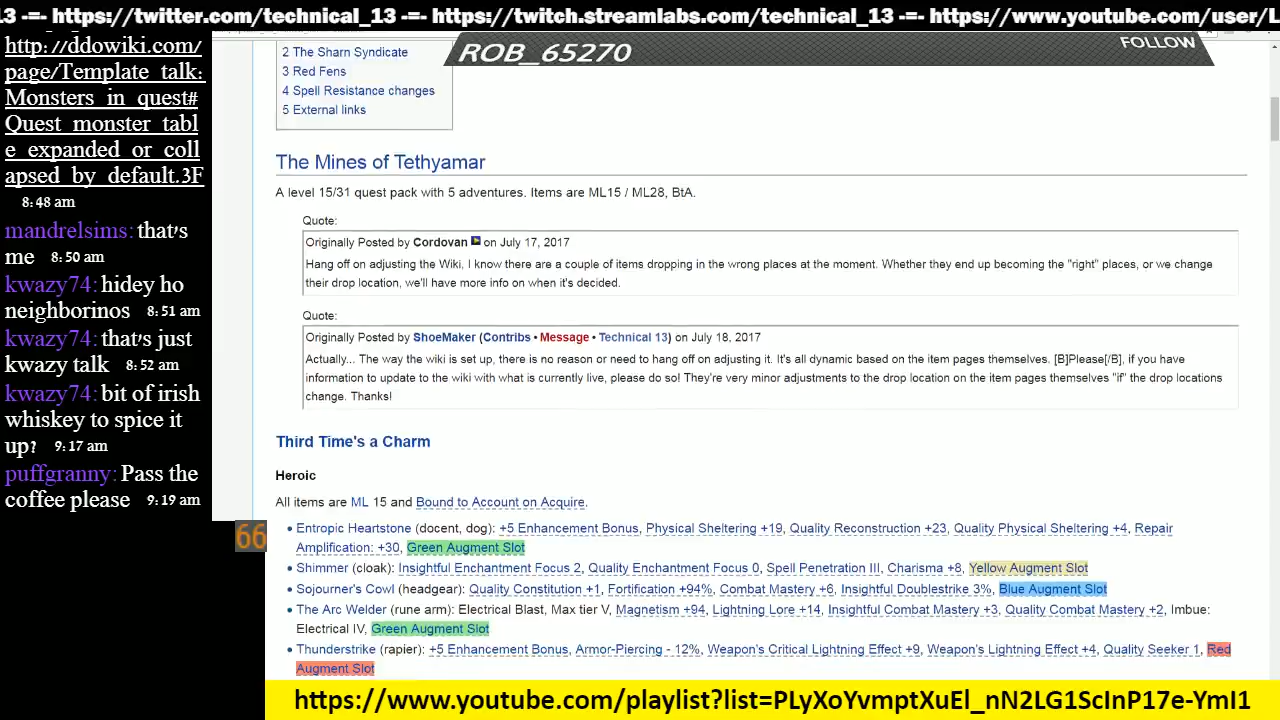 13 -=- https://twitter.com/technical_13 -=- https://twitch.streamlabs.com/technical_13 -=- https://www.youtube.com/user/L
http://ddowiki.com/
page/Template_talk:
Monsters_in_quest#
Quest_monster_tabl
e_expanded_or_coll
apsed_by_default.3F
8:48 am
mandrelsims: that's
me 8:50 am
kwazy74: hidey ho
neighborinos 8:51 am
kwazy74: that's just
kwazy talk 8:52 am
kwazy74: bit of irish
whiskey to spice it
up? 9:17 am
puffgranny: Pass the
coffee please 9:19 am
ROB_65270
FOLLOW
2 The Sharn Syndicate
3 Red Fens
4 Spell Resistance changes
5 External links
The Mines of Tethyamar
A level 15/31 quest pack with 5 adventures. Items are ML15 / ML28, BtA.
Quote:
Originally Posted by Cordovan on July 17, 2017
Hang off on adjusting the Wiki, I know there are a couple of items dropping in the wrong places at the moment. Whether they end up becoming the "right" places, or we change
their drop location, we'll have more info on when it's decided.
Quote:
Originally Posted by ShoeMaker (Contribs • Message • Technical 13) on July 18, 2017
Actually... The way the wiki is set up, there is no reason or need to hang off on adjusting it. It's all dynamic based on the item pages themselves. [B]Please[/B], if you have
information to update to the wiki with what is currently live, please do so! They're very minor adjustments to the drop location on the item pages themselves "if" the drop locations
change. Thanks!
Third Time's a Charm
Heroic
All items are ML 15 and Bound to Account on Acquire.
66
• Entropic Heartstone (docent, dog): +5 Enhancement Bonus, Physical Sheltering +19, Quality Reconstruction +23, Quality Physical Sheltering +4, Repair
Amplification: +30, Green Augment Slot
• Shimmer (cloak): Insightful Enchantment Focus 2, Quality Enchantment Focus 0, Spell Penetration III, Charisma +8, Yellow Augment Slot
• Sojourner's Cowl (headgear): Quality Constitution +1, Fortification +94%, Combat Mastery +6, Insightful Doublestrike 3%, Blue Augment Slot
• The Arc Welder (rune arm): Electrical Blast, Max tier V, Magnetism +94, Lightning Lore +14, Insightful Combat Mastery +3, Quality Combat Mastery +2, Imbue:
Electrical IV, Green Augment Slot
• Thunderstrike (rapier): +5 Enhancement Bonus, Armor-Piercing - 12%, Weapon's Critical Lightning Effect +9, Weapon's Lightning Effect +4, Quality Seeker 1, Red
Augment Slot
https://www.youtube.com/playlist?list=PLyXoYvmptXuEl_nN2LG1ScInP17e-YmI1